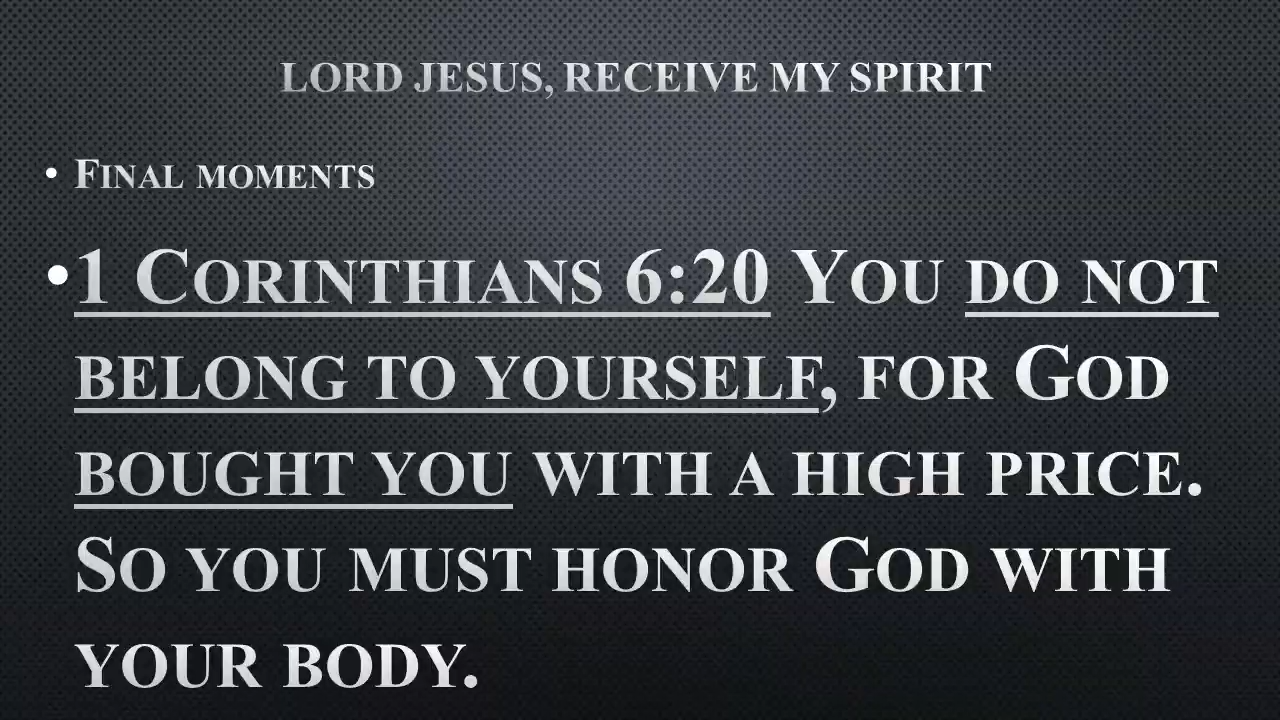 LORD JESUS, RECEIVE MY SPIRIT
• FINAL MOMENTS
• 1 CORINTHIANS 6:20 YOU DO NOT
BELONG TO YOURSELF, FOR GOD
BOUGHT YOU WITH A HIGH PRICE.
SO YOU MUST HONOR GOD WITH
YOUR BODY.